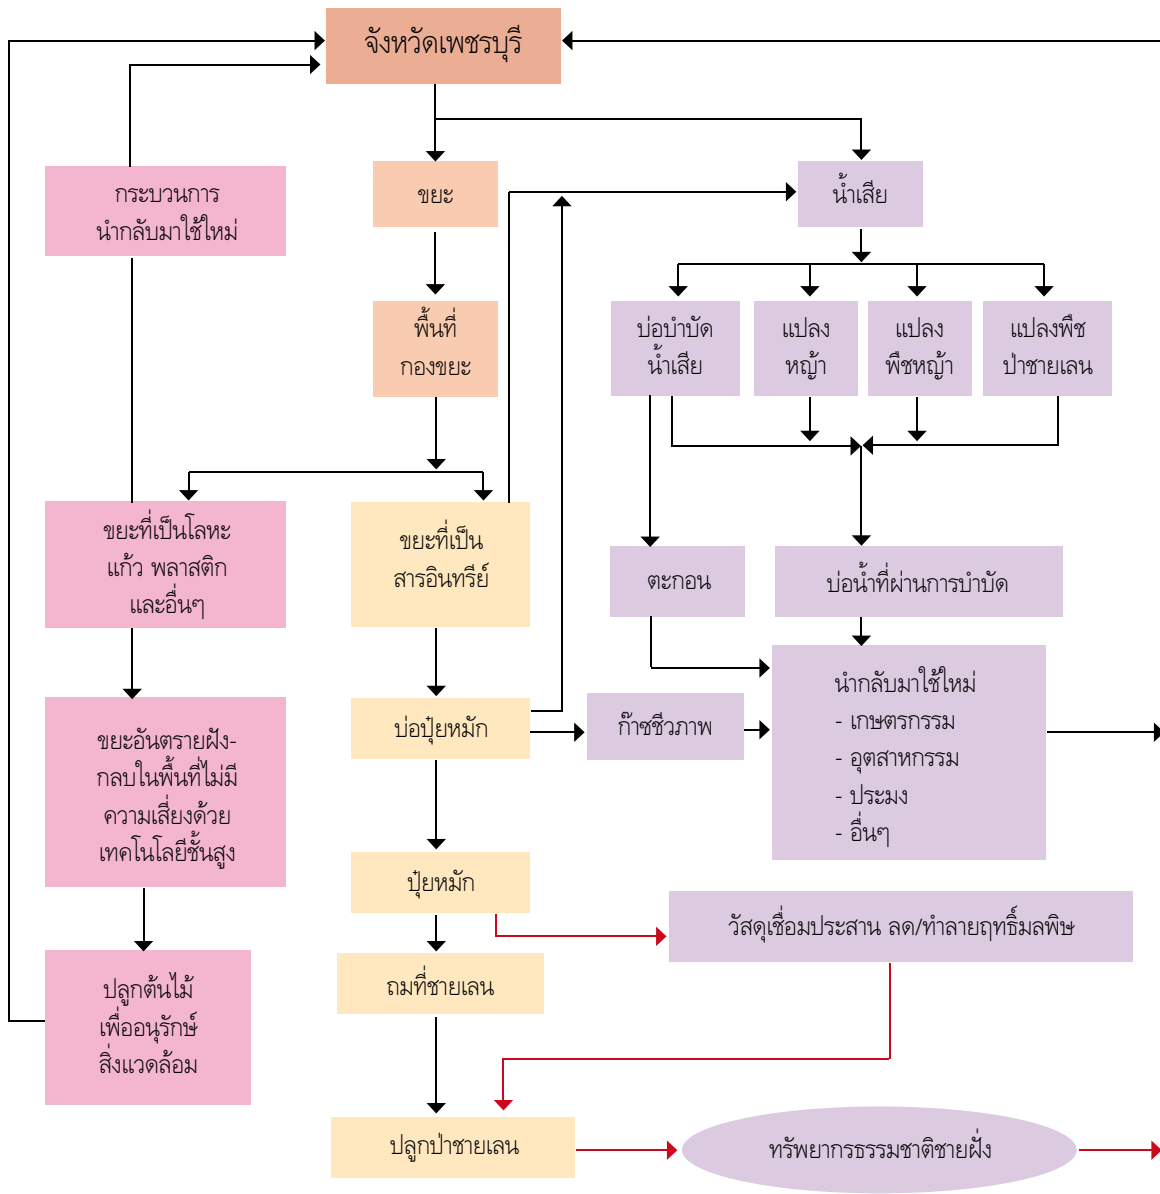 จังหวัดเพชรบุรี
กระบวนการ
นำกลับมาใช้ใหม่
ขยะ
น้ำเสีย
พื้นที่
กองขยะ
บ่อบำบัด
น้ำเสีย
แปลง
หญ้า
แปลง
พืชหญ้า
แปลงพืช
ป่าชายเลน
ขยะที่เป็นโลหะ
แก้ว พลาสติก
และอื่นๆ
ขยะที่เป็น
สารอินทรีย์
ตะกอน
บ่อน้ำที่ผ่านการบำบัด
ขยะอันตรายฝัง-
กลบในพื้นที่ไม่มี
ความเสี่ยงด้วย
เทคโนโลยีชั้นสูง
บ่อปุ๋ยหมัก
ก๊าซชีวภาพ
นำกลับมาใช้ใหม่
- เกษตรกรรม
- อุตสาหกรรม
- ประมง
- อื่นๆ
ปุ๋ยหมัก
วัสดุเชื่อมประสาน ลด/ทำลายฤทธิ์มลพิษ
ปลูกต้นไม้
เพื่ออนุรักษ์
สิ่งแวดล้อม
ถมที่ชายเลน
ปลูกป่าชายเลน
ทรัพยากรธรรมชาติชายฝั่ง